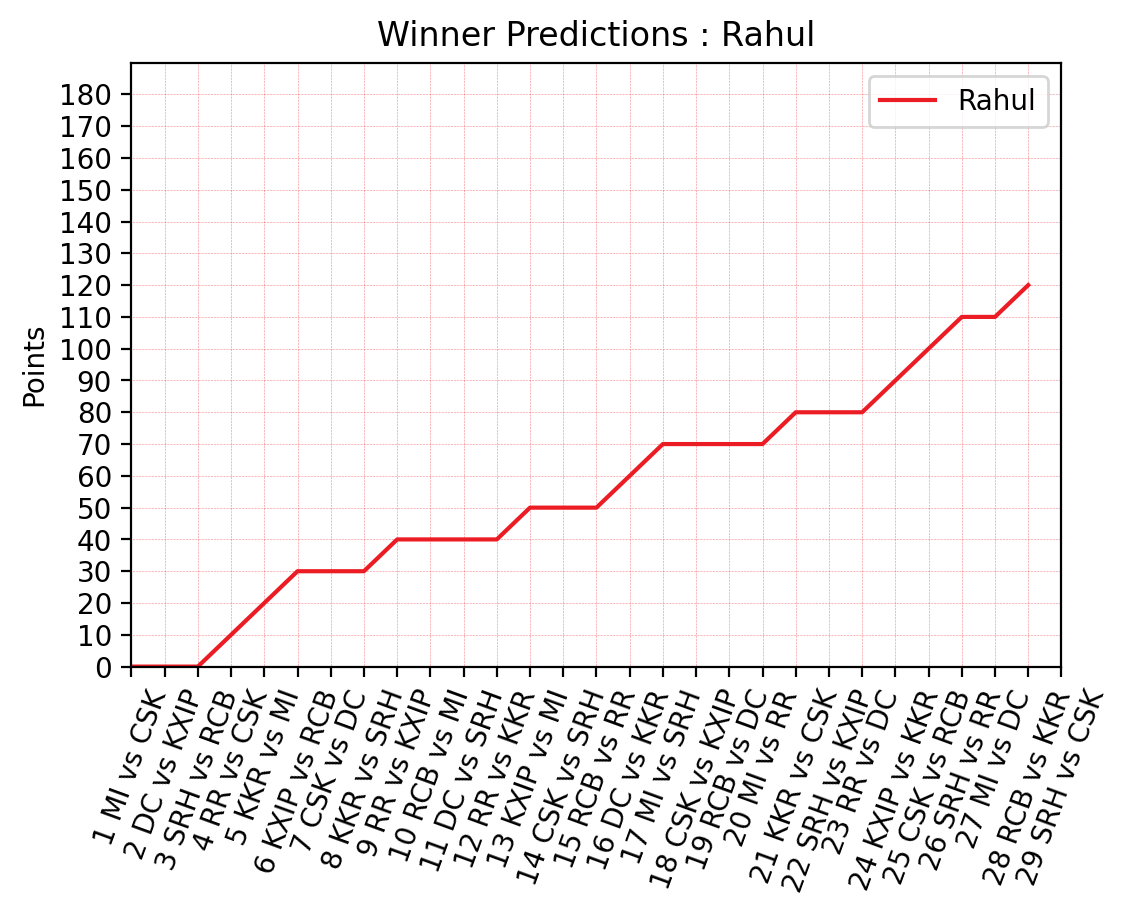 Winner Predictions : Rahul
Rahul
Points
180
170
160
150
140
130
120
110
100
90
80
70
60
50
40
30
20
10
0
1 MI vs CSK
2 DC vs KXIP
3 SRH vs RCB
4 RR vs CSK
5 KKR vs MI
6 KXIP vs RCB
7 CSK vs DC
8 KKR vs SRH
9 RR vs KXIP
10 RCB vs MI
11 DC vs SRH
12 RR vs KKR
13 KXIP vs MI
14 CSK vs SRH
15 RCB vs RR
16 DC vs KKR
17 MI vs SRH
18 CSK vs KXIP
19 RCB vs DC
20 MI vs RR
21 KKR vs CSK
22 SRH vs KXIP
23 RR vs DC
24 KXIP vs KKR
25 CSK vs RCB
26 SRH vs RR
27 MI vs DC
28 RCB vs KKR
29 SRH vs CSK